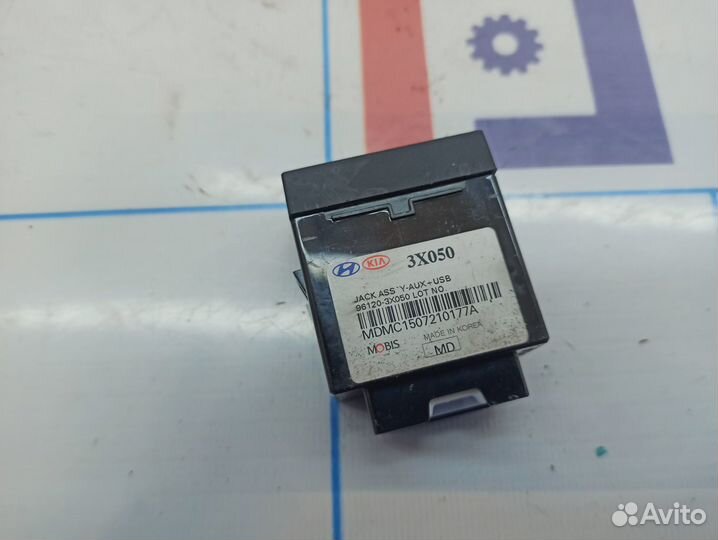 KIA 3X050
JACK ASS`Y-AUX+USB
96120-3X050 LOT NO
MDMC1507210177A
MOBIS MADE IN KOREA
MD
Avito